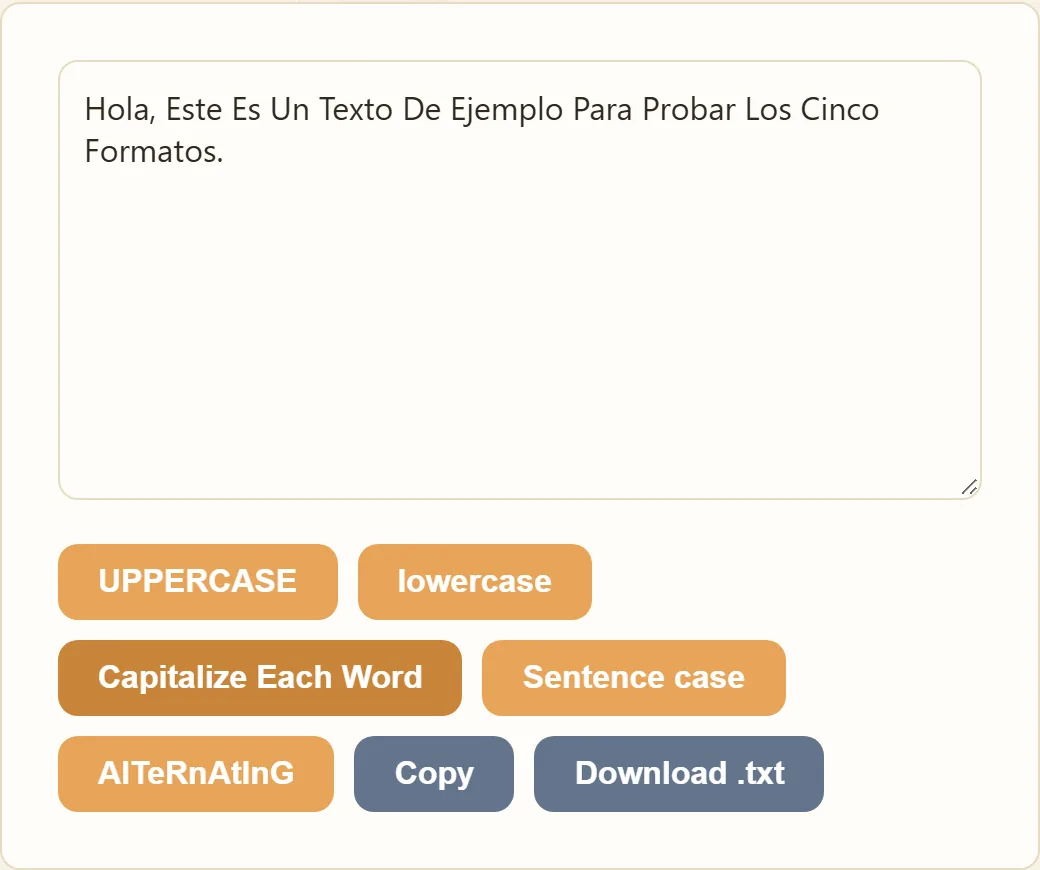 Hola, Este Es Un Texto De Ejemplo Para Probar Los Cinco
Formatos.
UPPERCASE
lowercase
Capitalize Each Word
Sentence case
AlTeRnAtInG
Copy
Download .txt